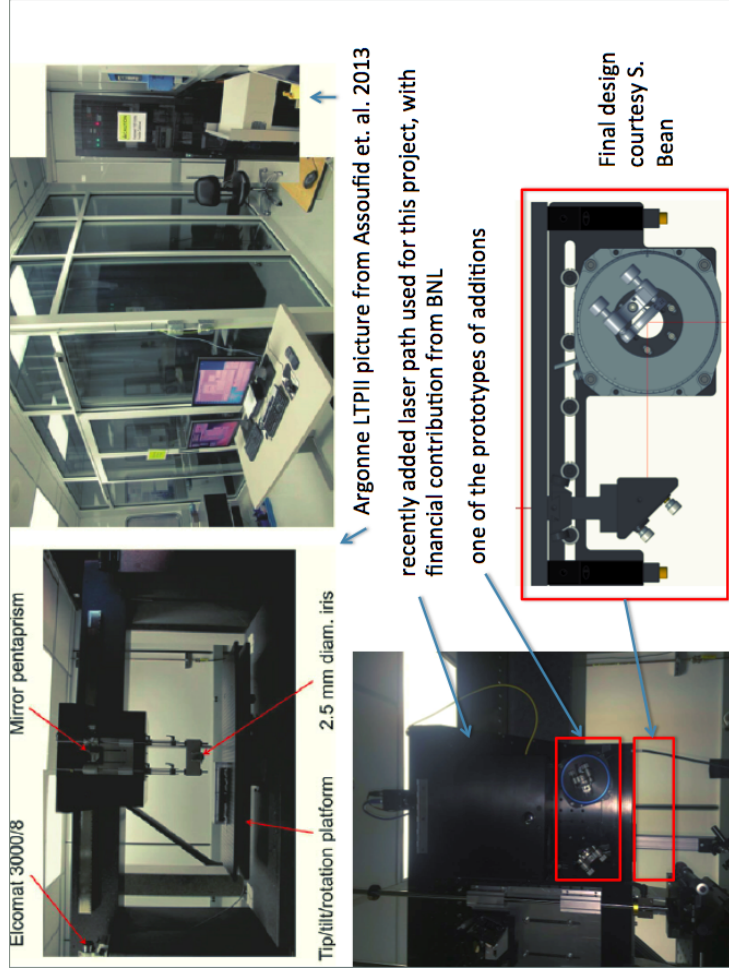 Elcomat 3000/8
Mirror pentaprism
Tip/tilt/rotation platform
2.5 mm diam. iris
Argonne LTPII picture from Assoufid et. al. 2013
recently added laser path used for this project, with
financial contribution from BNL
one of the prototypes of additions
Final design
courtesy S.
Bean